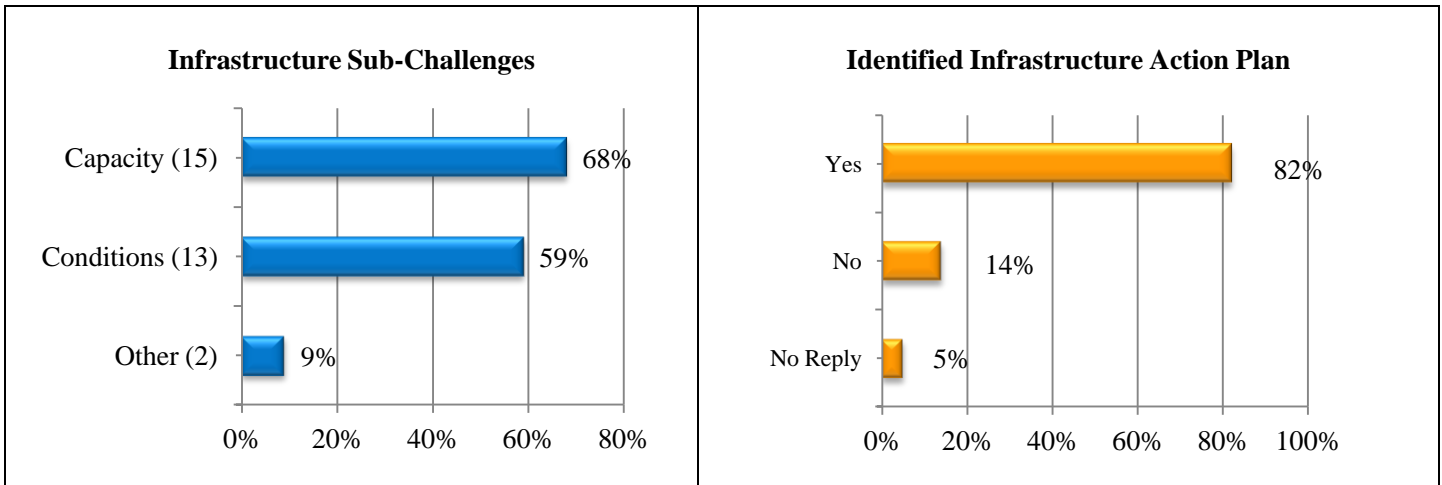 Infrastructure Sub-Challenges
Capacity (15)
68%
Conditions (13)
59%
Other (2)
9%
0% 20% 40% 60% 80%
Identified Infrastructure Action Plan
Yes
82%
No
14%
No Reply
5%
0% 20% 40% 60% 80% 100%